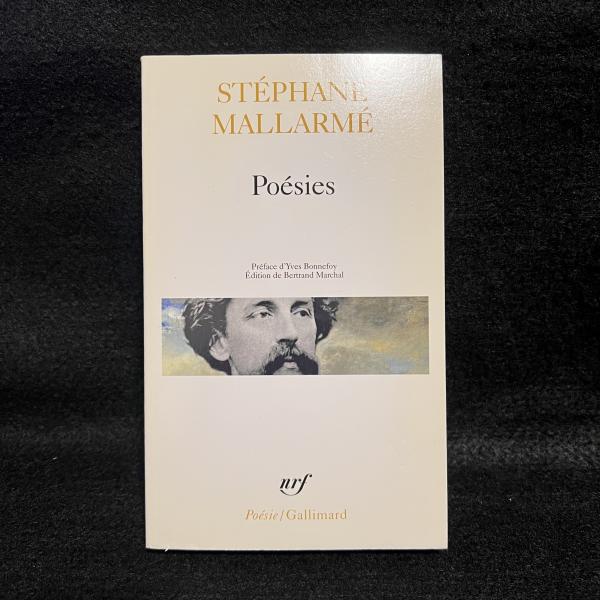 STÉPHANE
MALLARMÉ
Poésies
Préface d'Yves Bonnefoy
Édition de Bertrand Marchal
nrf
Poésie/Gallimard